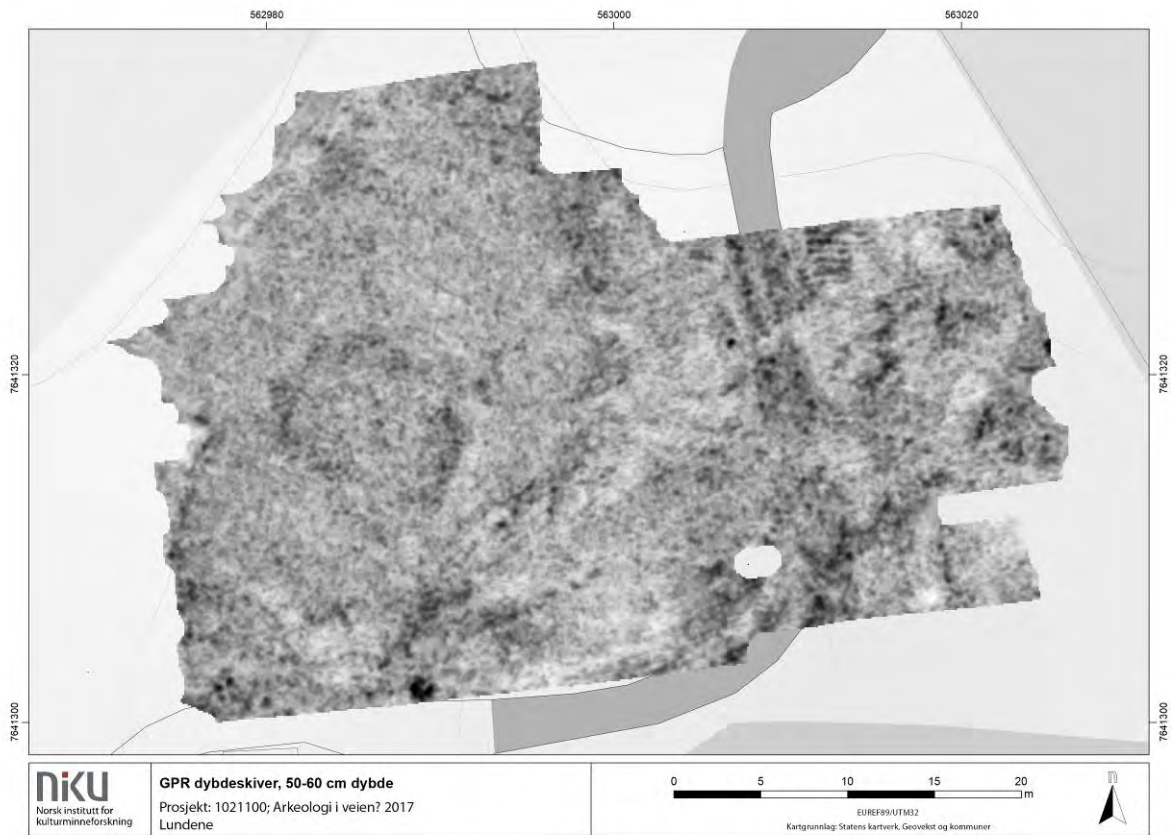 562980 563000 563020
7641320 7641320
7641300 7641300
niku
Norsk institutt for
kulturminneforskning
GPR dybdeskiver, 50-60 cm dybde
Prosjekt: 1021100; Arkeologi i veien? 2017
Lundene
0 5 10 15 20
m
EUREF89/UTM32
Kartgrunnlag: Statens kartverk, Geovekst og kommuner
n